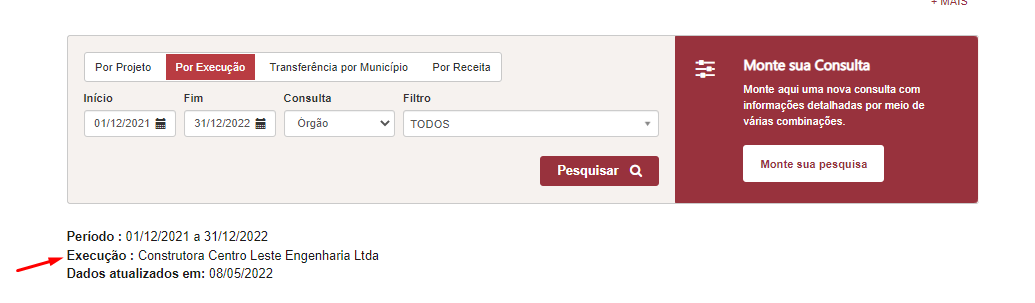 + MAIS
Por Projeto Por Execução Transferência por Município Por Receita
Início Fim Consulta Filtro
01/12/2021 31/12/2022 Órgão TODOS
Pesquisar
Monte sua Consulta
Monte aqui uma nova consulta com
informações detalhadas por meio de
várias combinações.
Monte sua pesquisa
Período : 01/12/2021 a 31/12/2022
Execução : Construtora Centro Leste Engenharia Ltda
Dados atualizados em: 08/05/2022